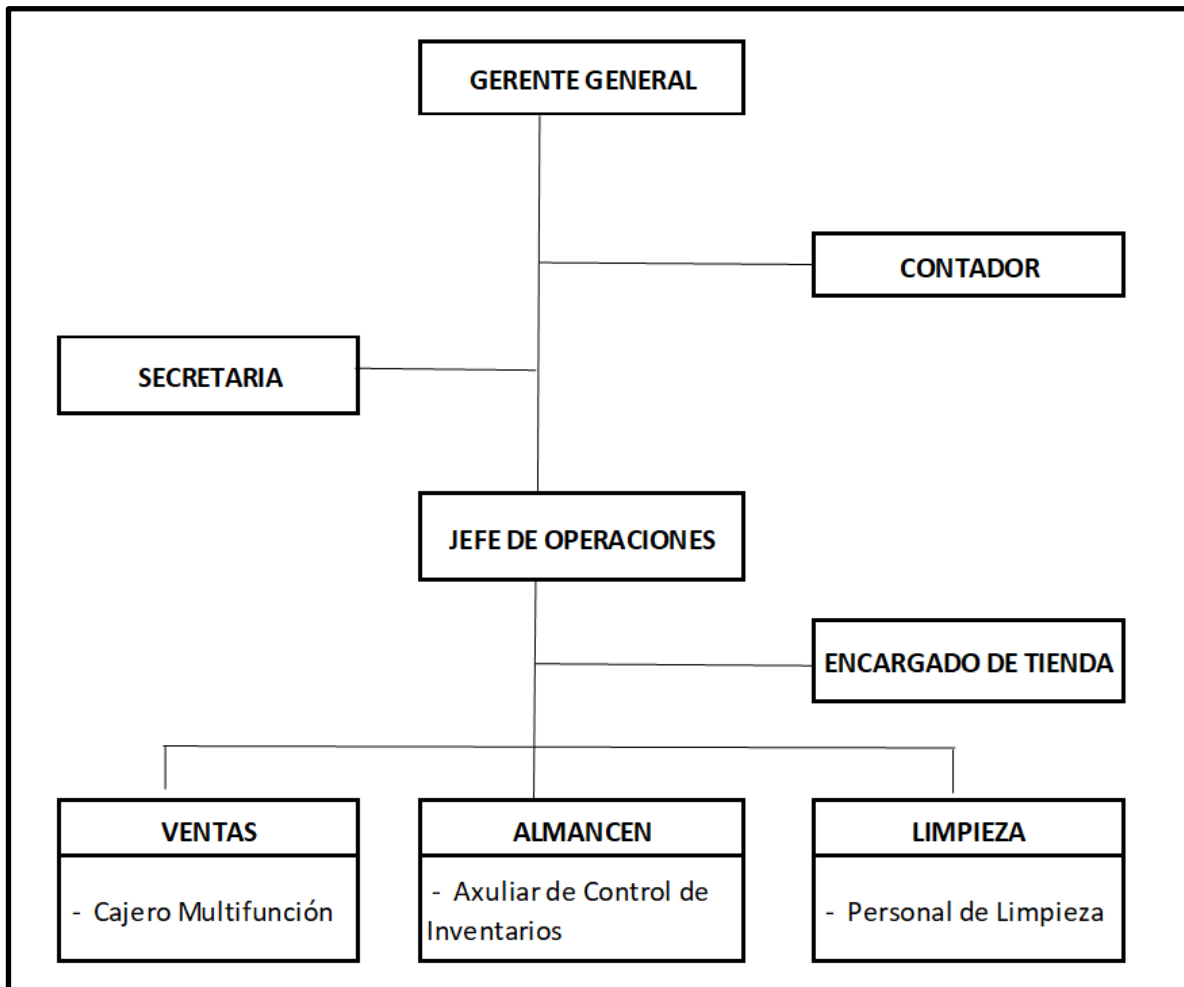 GERENTE GENERAL
CONTADOR
SECRETARIA
JEFE DE OPERACIONES
ENCARGADO DE TIENDA
VENTAS
- Cajero Multifunción
ALMANCEN
- Axuliar de Control de
Inventarios
LIMPIEZA
- Personal de Limpieza